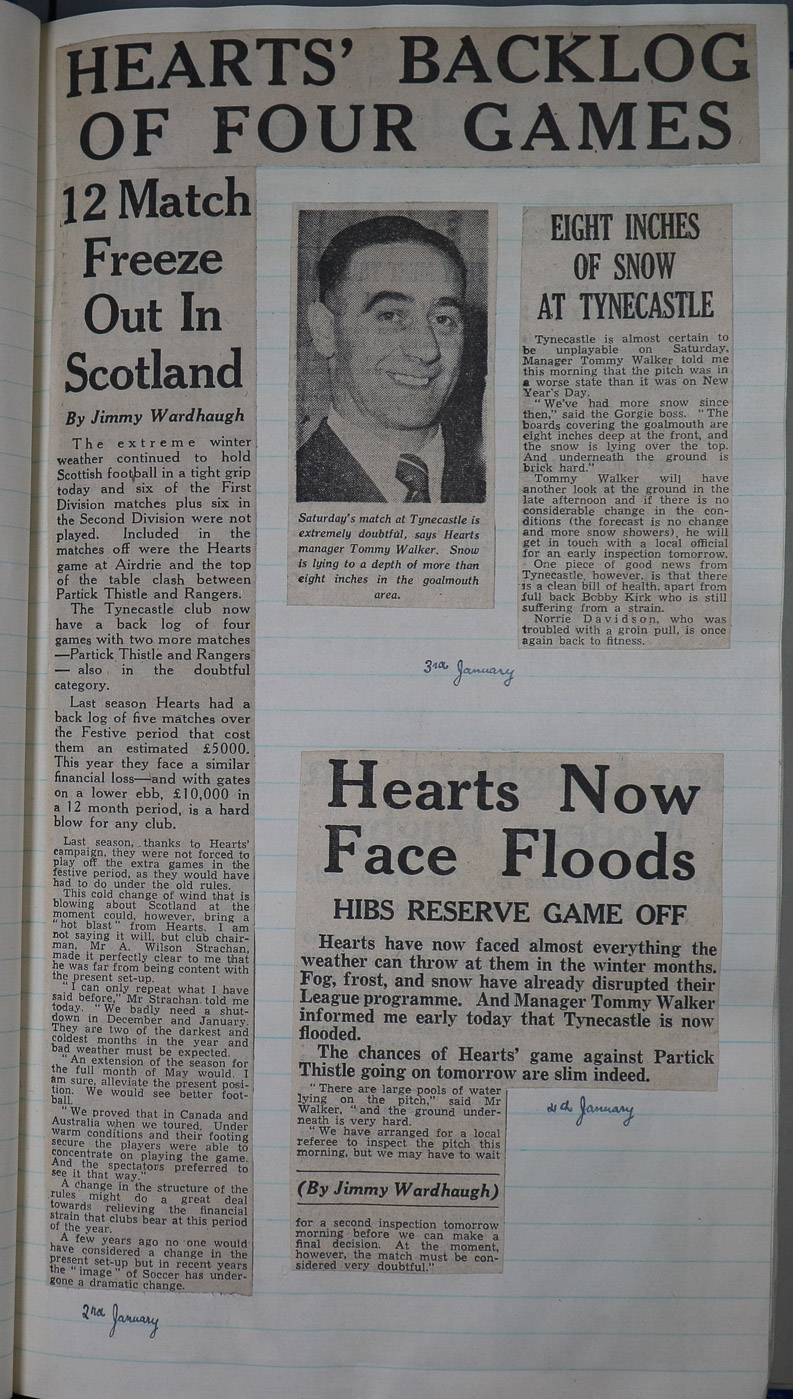 HEARTS' BACKLOG
OF FOUR GAMES
12 Match
Freeze
Out In
Scotland
By Jimmy Wardhaugh
The extreme winter
weather continued to hold
Scottish football in a tight grip
today and six of the First
Division matches plus six in
the Second Division were not
played. Included in the
matches off were the Hearts
game at Airdrie and the top
of the table clash between
Partick Thistle and Rangers.
The Tynecastle club now
have a back log of four
games with two more matches
—Partick Thistle and Rangers
— also in the doubtful
category.
Last season Hearts had a
back log of five matches over
the Festive period that cost
them an estimated £5000.
This year they face a similar
financial loss—and with gates
on a lower ebb, £10,000 in
a 12 month period, is a hard
blow for any club.
Last season, thanks to Hearts'
campaign, they were not forced to
play off the extra games in the
festive period, as they would have
had to do under the old rules.
This cold change of wind that is
blowing about Scotland at the
moment could, however, bring a
"hot blast" from Hearts. I am
not saying it will, but club chair-
man, Mr A. Wilson Strachan,
made it perfectly clear to me that
he was far from being content with
the present set-up.
"I can only repeat what I have
said before," Mr Strachan told me
today. "We badly need a shut-
down in December and January.
They are two of the darkest and
coldest months in the year and
bad weather must be expected.
"An extension of the season for
the full month of May would, I
am sure, alleviate the present posi-
tion. We would see better foot-
ball.
"We proved that in Canada and
Australia when we toured. Under
warm conditions and their footing
secure the players were able to
concentrate on playing the game.
And the spectators preferred to
see it that way."
A change in the structure of the
rules might do a great deal
towards relieving the financial
strain that clubs bear at this period
of the year.
A few years ago no one would
have considered a change in the
present set-up but in recent years
the "image" of Soccer has under-
gone a dramatic change.
2nd January
Saturday's match at Tynecastle is
extremely doubtful, says Hearts
manager Tommy Walker. Snow
is lying to a depth of more than
eight inches in the goalmouth
area.
EIGHT INCHES
OF SNOW
AT TYNECASTLE
Tynecastle is almost certain to
be unplayable on Saturday.
Manager Tommy Walker told me
this morning that the pitch was in
a worse state than it was on New
Year's Day.
"We've had more snow since
then," said the Gorgie boss. "The
boards covering the goalmouth are
eight inches deep at the front, and
the snow is lying over the top.
And underneath the ground is
brick hard."
Tommy Walker will have
another look at the ground in the
late afternoon and if there is no
considerable change in the con-
ditions (the forecast is no change
and more snow showers), he will
get in touch with a local official
for an early inspection tomorrow.
One piece of good news from
Tynecastle, however, is that there
is a clean bill of health, apart from
full back Bobby Kirk who is still
suffering from a strain.
Norrie Davidson, who was
troubled with a groin pull, is once
again back to fitness.
3rd January
Hearts Now
Face Floods
HIBS RESERVE GAME OFF
Hearts have now faced almost everything the
weather can throw at them in the winter months.
Fog, frost, and snow have already disrupted their
League programme. And Manager Tommy Walker
informed me early today that Tynecastle is now
flooded.
The chances of Hearts' game against Partick
Thistle going on tomorrow are slim indeed.
"There are large pools of water
lying on the pitch," said Mr
Walker, "and the ground under-
neath is very hard.
"We have arranged for a local
referee to inspect the pitch this
morning, but we may have to wait
(By Jimmy Wardhaugh)
for a second inspection tomorrow
morning before we can make a
final decision. At the moment,
however, the match must be con-
sidered very doubtful."
January